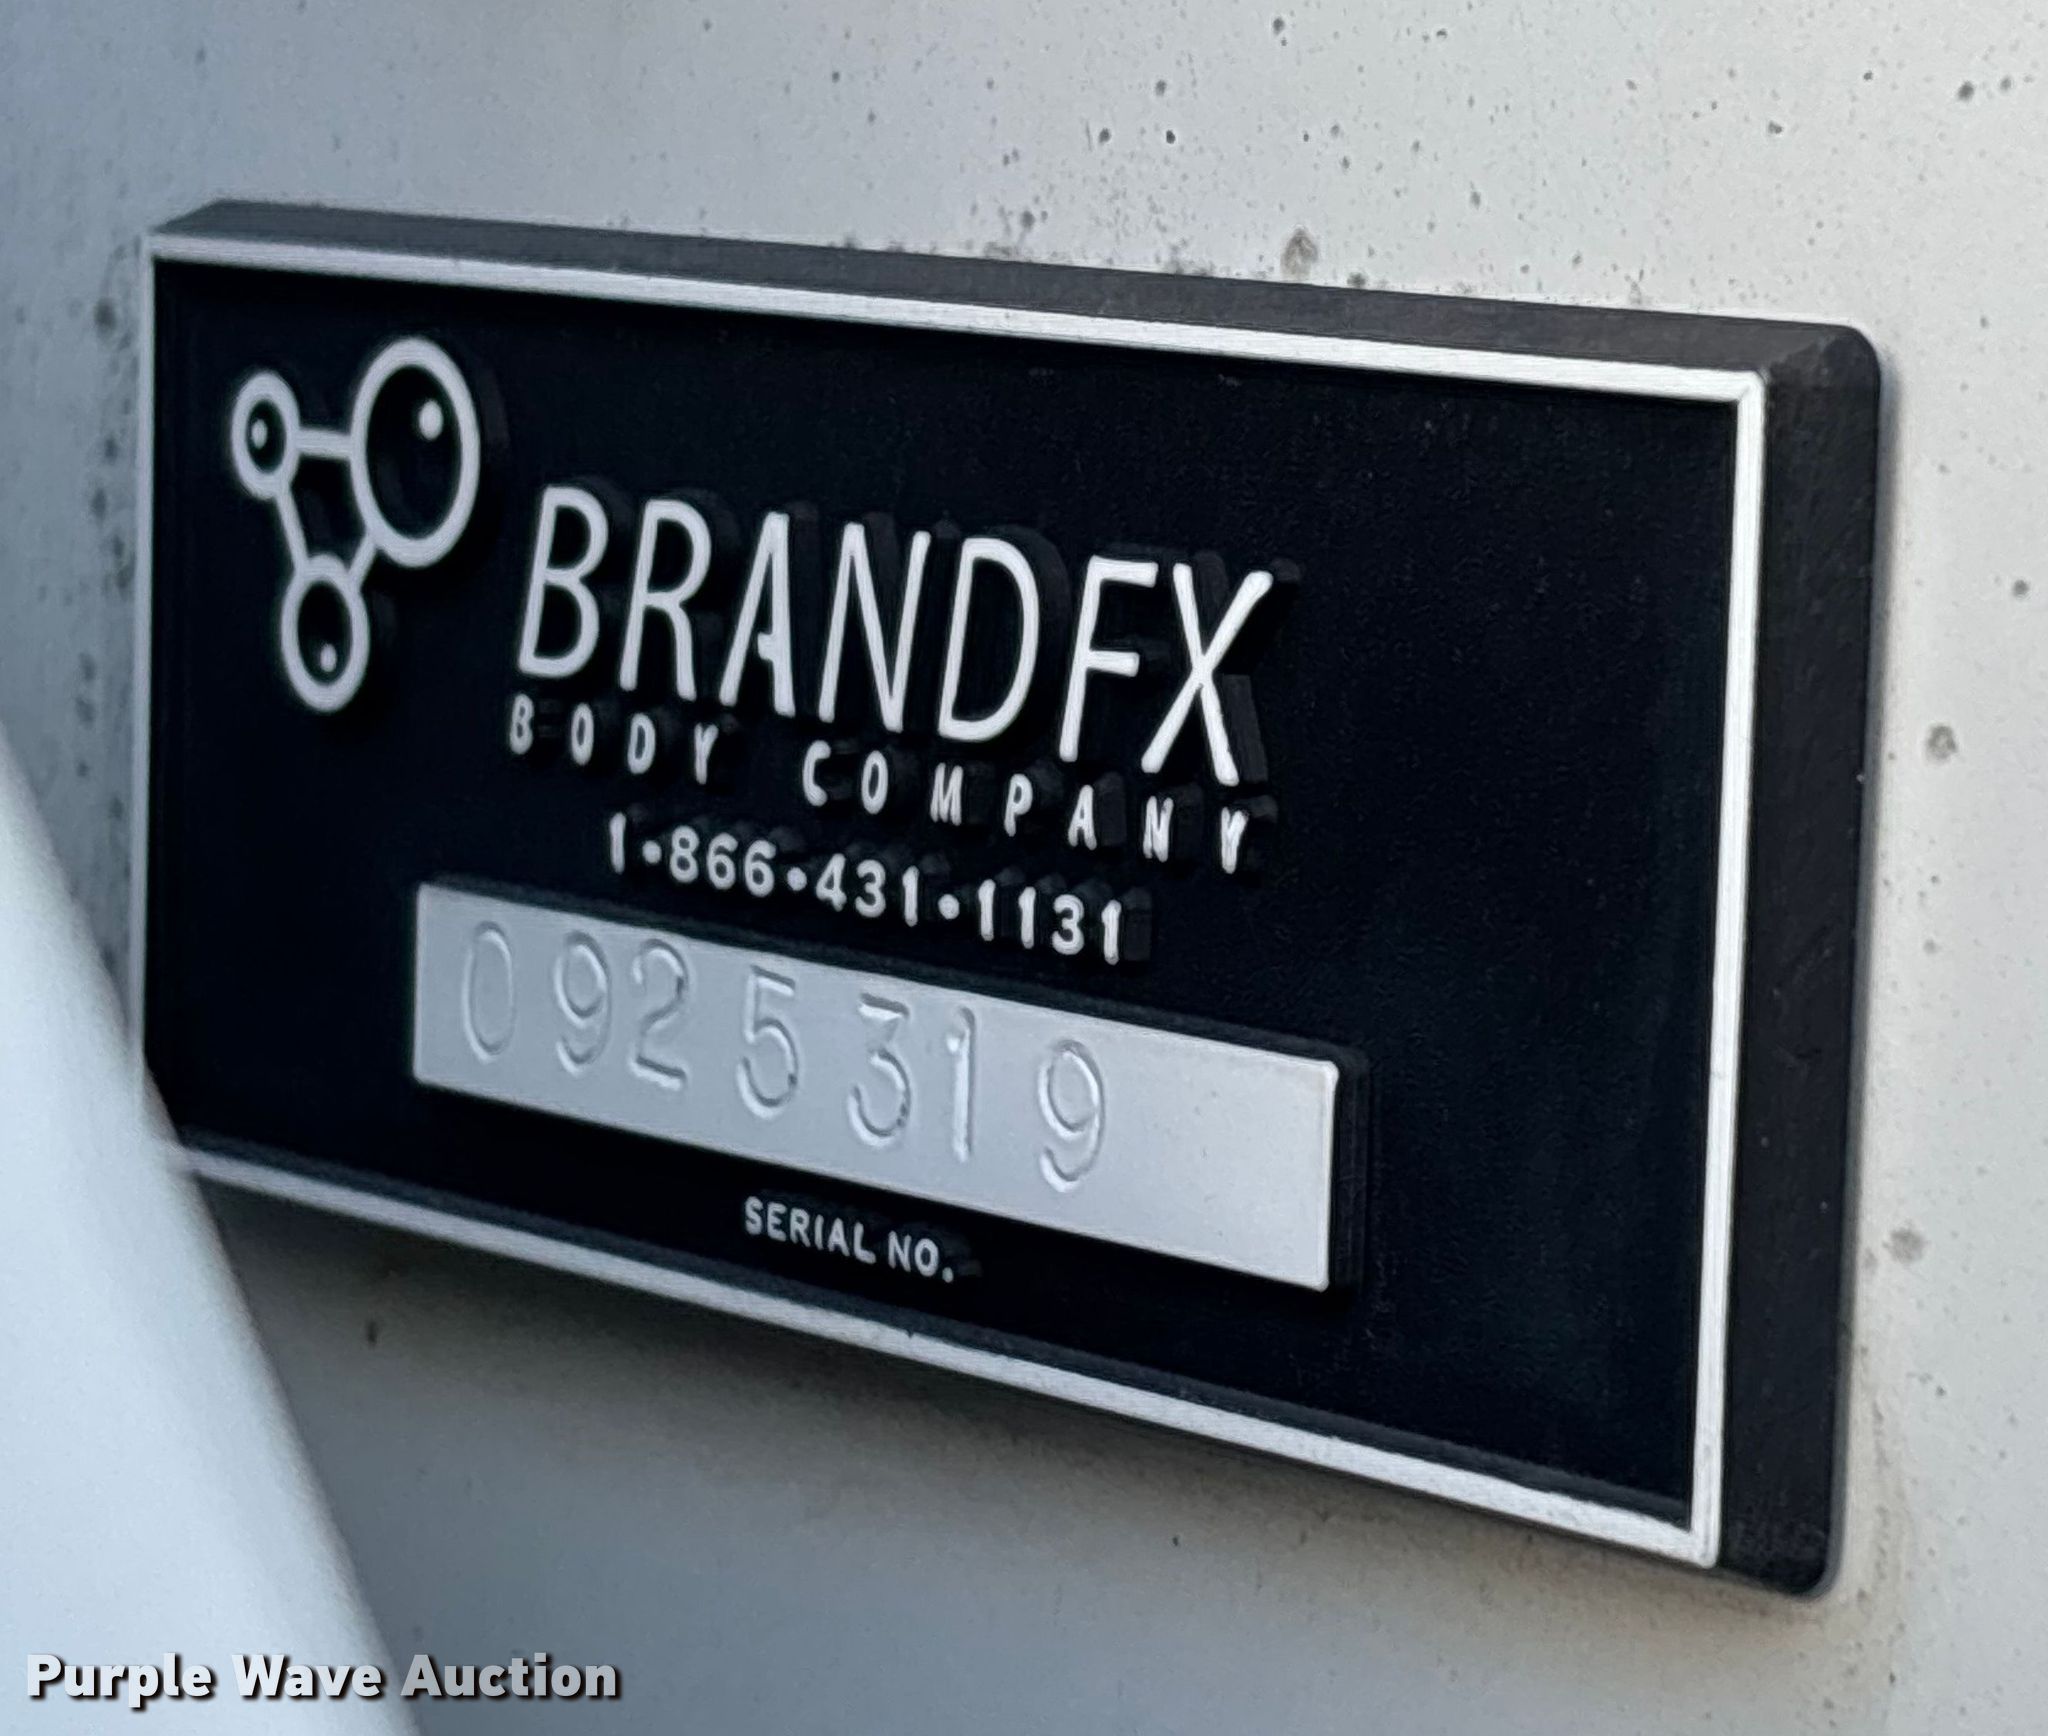 BRANDFX
BODY COMPANY
1-866-431-1131
0925319
SERIAL NO.
Purple Wave Auction